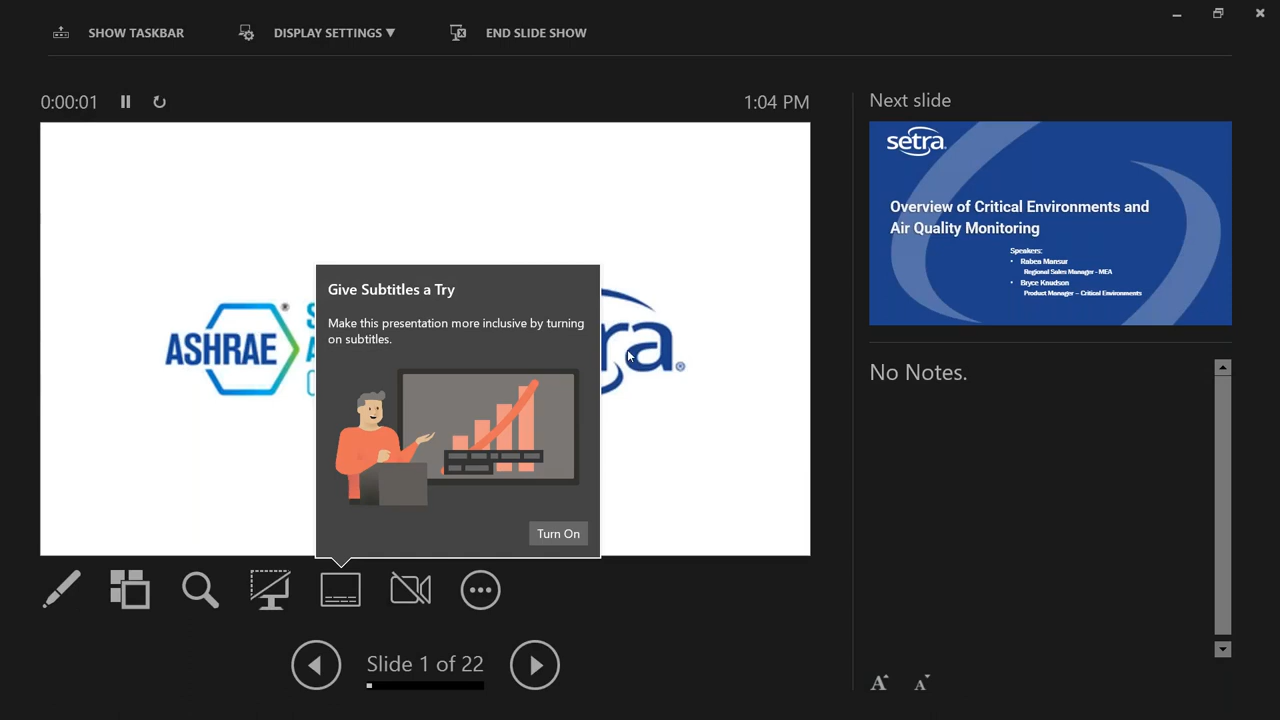 SHOW TASKBAR
DISPLAY SETTINGS ▼
END SLIDE SHOW
0:00:01
1:04 PM
ASHRAE®
tra®
Give Subtitles a Try
Make this presentation more inclusive by turning
on subtitles.
Turn On
Slide 1 of 22
Next slide
setra®
Overview of Critical Environments and
Air Quality Monitoring
Speakers:
• Rabea Mansur
Regional Sales Manager - MEA
• Bryce Knudson
Product Manager – Critical Environments
No Notes.
A A